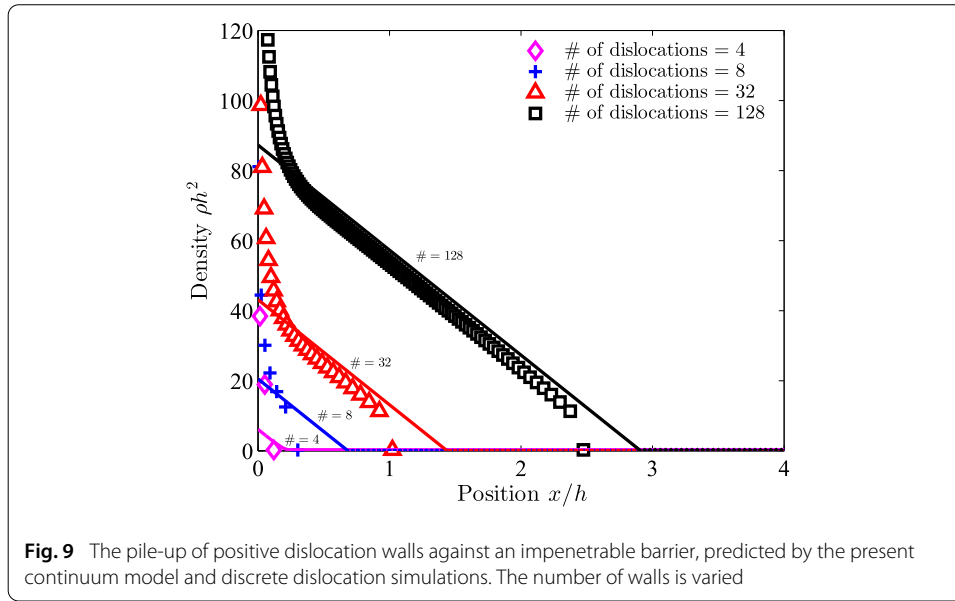 120
100
80
60
40
20
0
Density ρh²
# of dislocations = 4
# of dislocations = 8
# of dislocations = 32
# of dislocations = 128
# = 128
# = 32
# = 8
# = 4
0 1 2 3 4
Position x/h
Fig. 9 The pile-up of positive dislocation walls against an impenetrable barrier, predicted by the present
continuum model and discrete dislocation simulations. The number of walls is varied